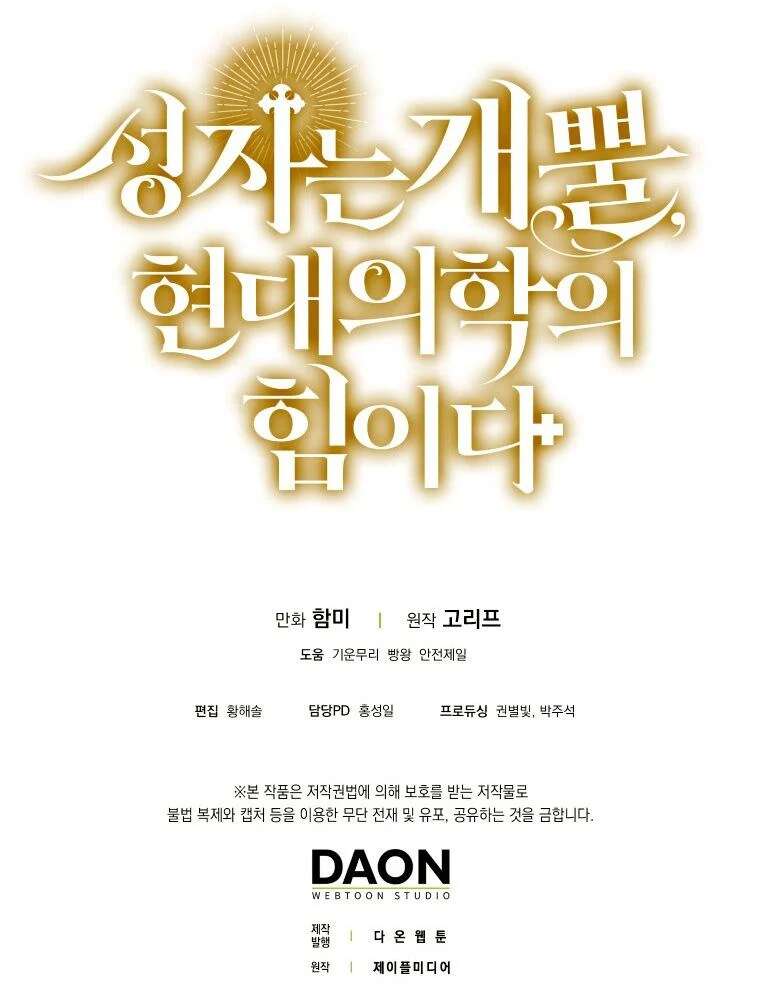 성자는 개뿔,
현대의학의
힘이다
만화 함미 | 원작 고리프
도움 기운무리 빵왕 안전제일
편집 황해솔 담당PD 홍성일 프로듀싱 권별빛, 박주석
※본 작품은 저작권법에 의해 보호를 받는 저작물로
불법 복제와 캡처 등을 이용한 무단 전재 및 유포, 공유하는 것을 금합니다.
DAON
WEBTOON STUDIO
제작
발행 | 다온웹툰
원작 | 제이플미디어